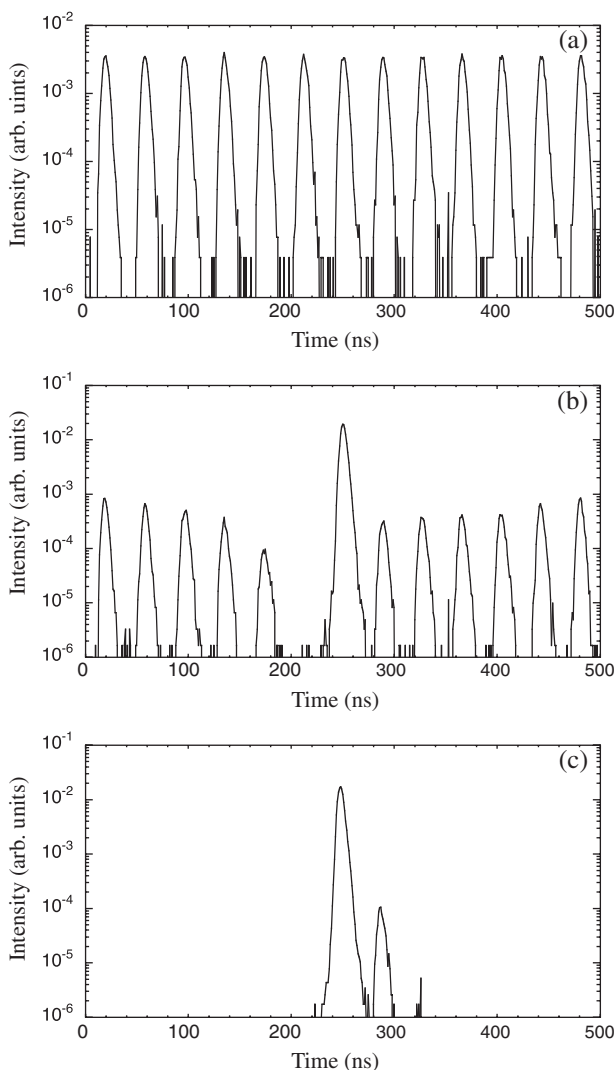 (a)
Intensity (arb. uints)
10-2
10-3
10-4
10-5
10-6
0 100 200 300 400 500
Time (ns)
(b)
Intensity (arb. units)
10-1
10-2
10-3
10-4
10-5
10-6
0 100 200 300 400 500
Time (ns)
(c)
Intensity (arb. units)
10-1
10-2
10-3
10-4
10-5
10-6
0 100 200 300 400 500
Time (ns)